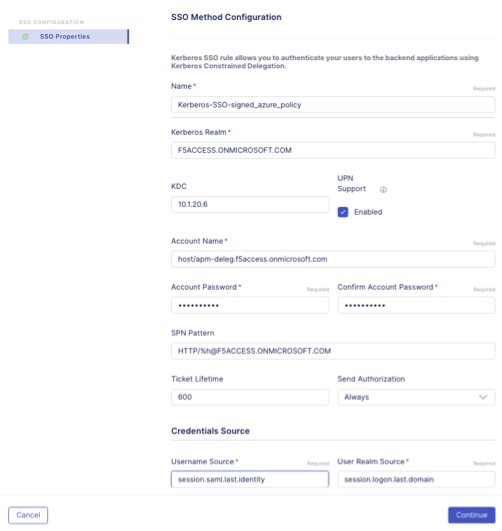 SSO Method Configuration
SSO CONFIGURATION
SSO Properties
Kerberos SSO rule allows you to authenticate your users to the backend applications using
Kerberos Constrained Delegation.
Name*
Required
Kerberos-SSO-signed_azure_policy
Kerberos Realm*
Required
F5ACCESS.ONMICROSOFT.COM
KDC
10.1.20.6
UPN
Support
Enabled
Account Name*
Required
host/apm-deleg.f5access.onmicrosoft.com
Account Password* Required
••••••••••
Confirm Account Password* Required
••••••••••
SPN Pattern
HTTP/%h@F5ACCESS.ONMICROSOFT.COM
Ticket Lifetime
600
Send Authorization
Always
Credentials Source
Username Source* Required
session.saml.last.identity
User Realm Source* Required
session.logon.last.domain
Cancel
Continue